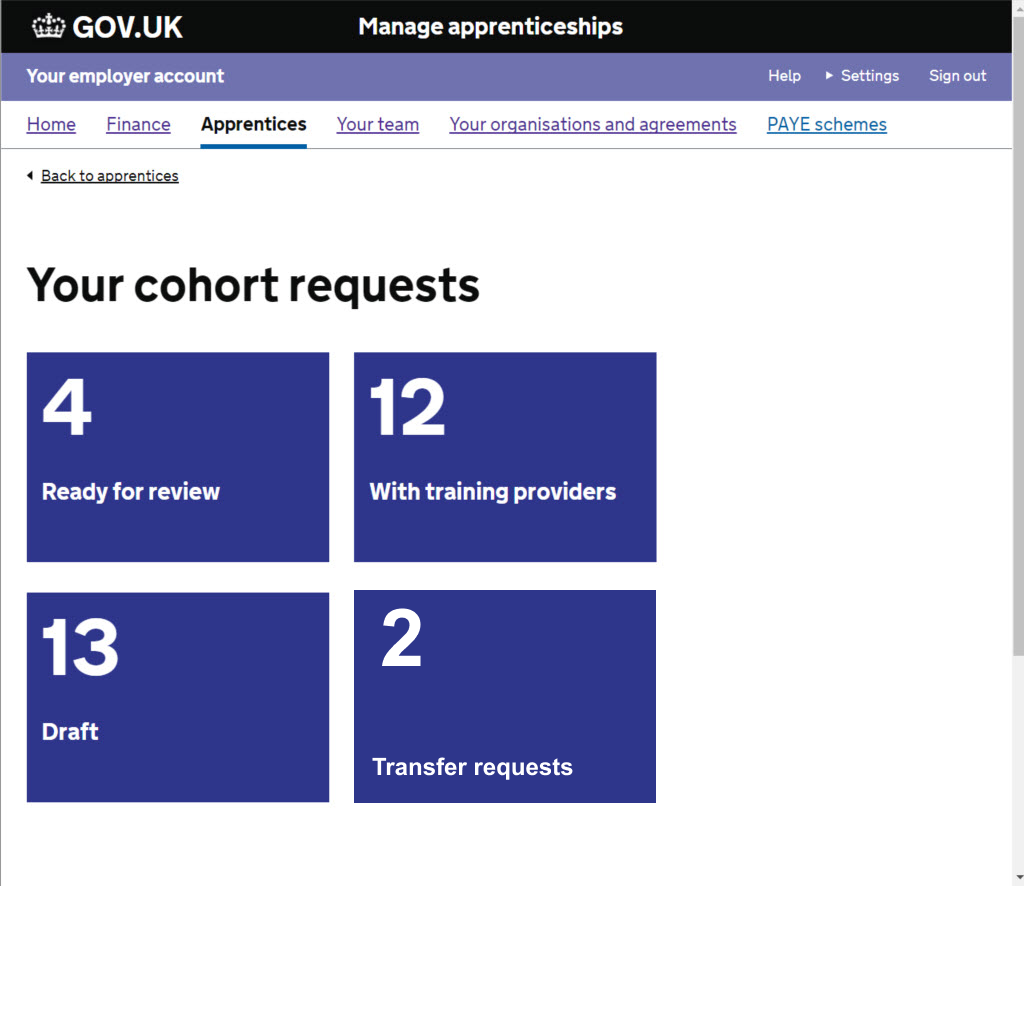 GOV.UK Manage apprenticeships
Your employer account Help Settings Sign out
Home Finance Apprentices Your team Your organisations and agreements PAYE schemes
Back to apprentices
Your cohort requests
4
Ready for review
12
With training providers
13
Draft
2
Transfer requests